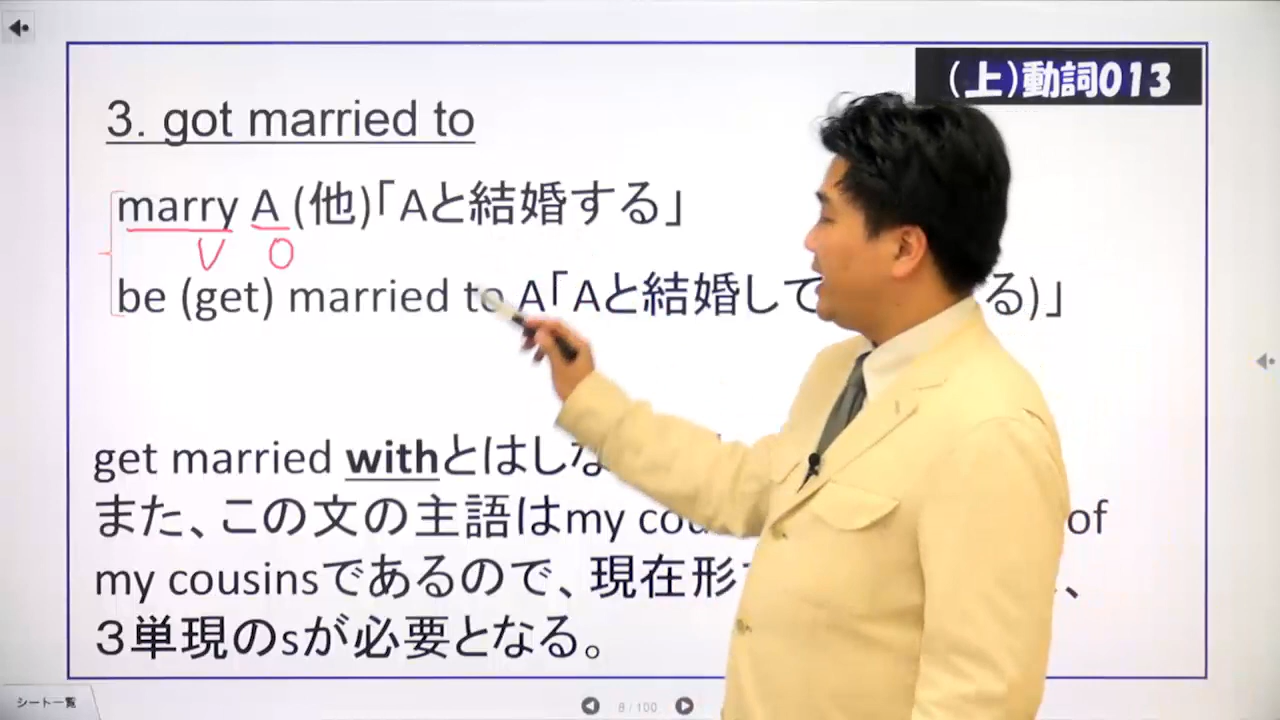 (上)動詞013
3. got married to
marry A (他)「Aと結婚する」
V O
be (get) married to A「Aと結婚して る)」
get married withとはしな
また、この文の主語はmy of
my cousinsであるので、現在形 、
３単現のsが必要となる。
シート一覧
8 / 100